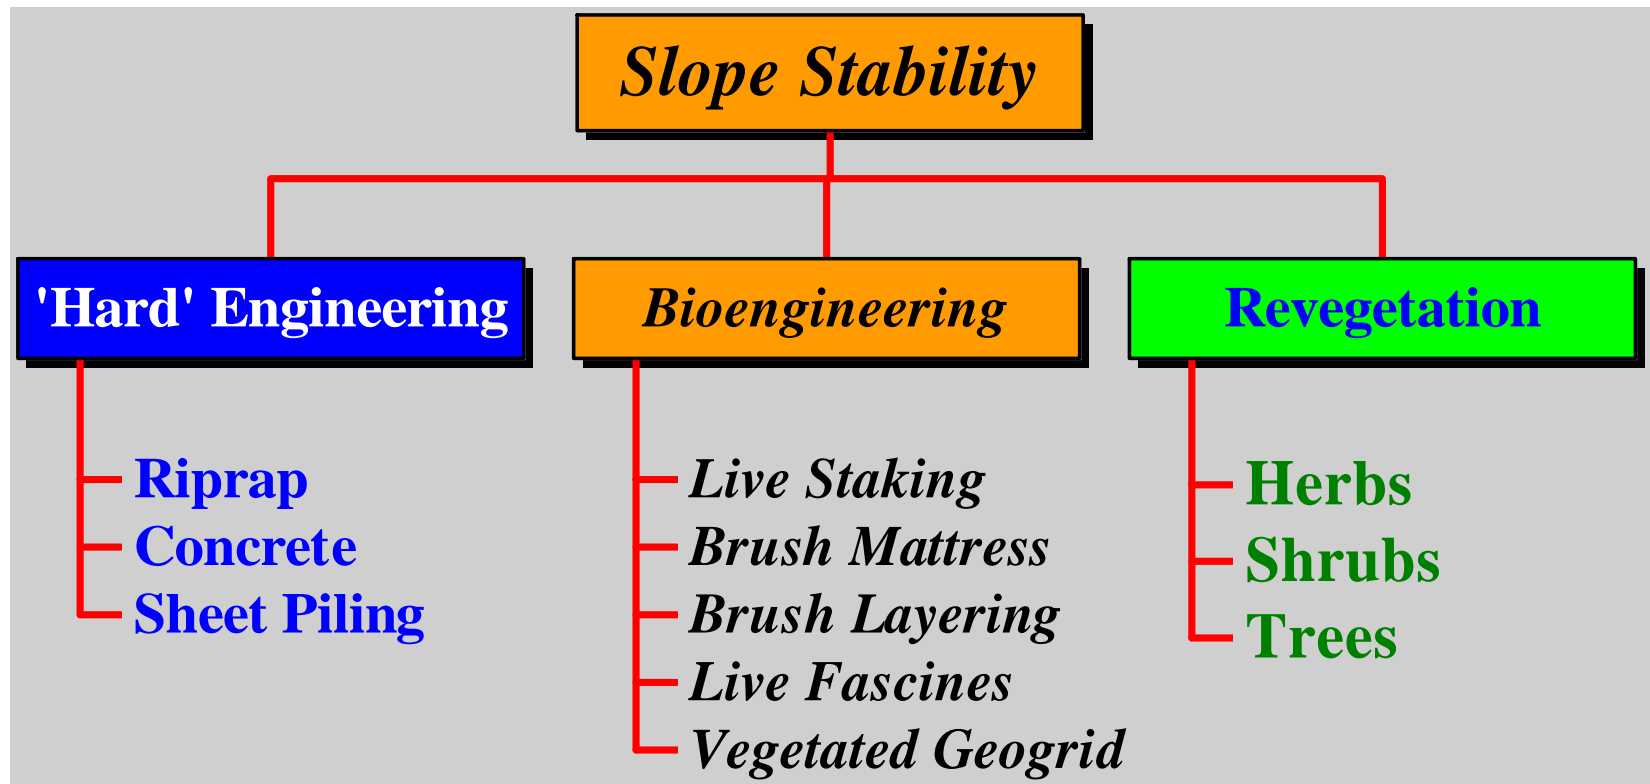 Slope Stability
'Hard' Engineering
Bioengineering
Revegetation
Riprap
Concrete
Sheet Piling
Live Staking
Brush Mattress
Brush Layering
Live Fascines
Vegetated Geogrid
Herbs
Shrubs
Trees